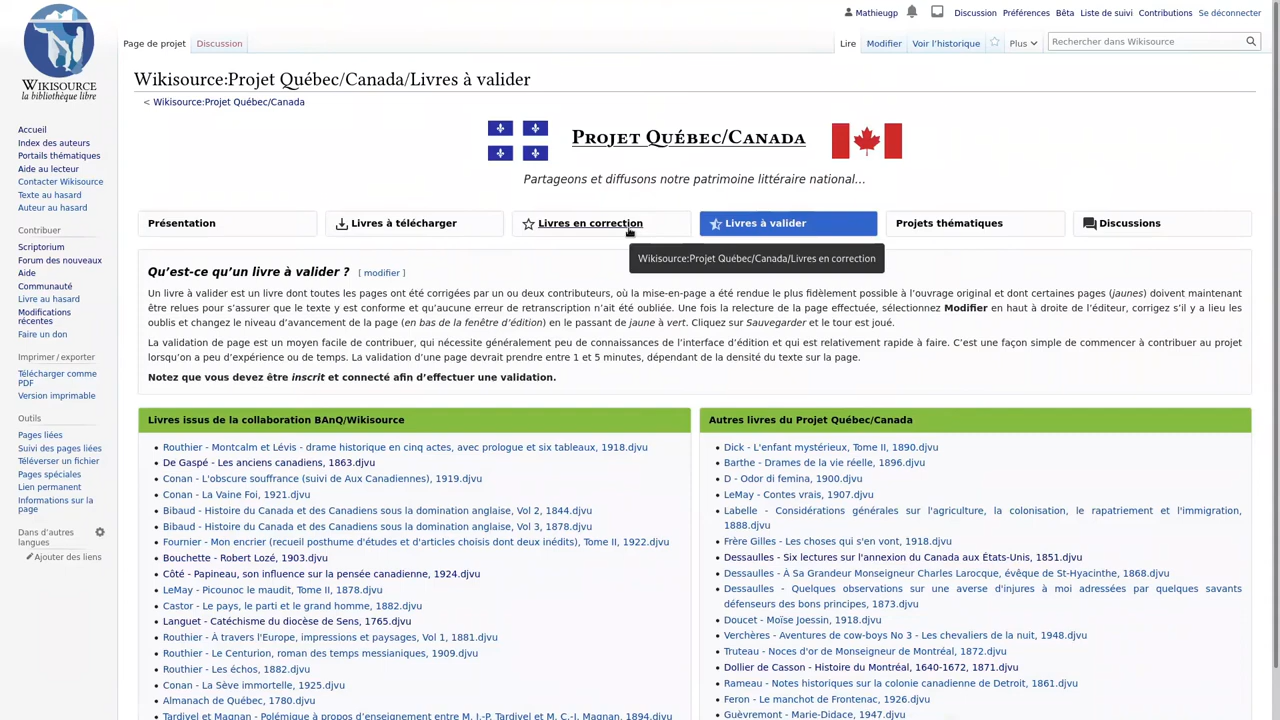 Mathieugp
Discussion Préférences Bêta Liste de suivi Contributions Se déconnecter
Page de projet Discussion
Lire Modifier Voir l’historique Plus
Rechercher dans Wikisource
WIKISOURCE
la bibliothèque libre
Accueil
Index des auteurs
Portails thématiques
Aide au lecteur
Contacter Wikisource
Texte au hasard
Auteur au hasard
Contribuer
Scriptorium
Forum des nouveaux
Aide
Communauté
Livre au hasard
Modifications
récentes
Faire un don
Imprimer / exporter
Télécharger comme
PDF
Version imprimable
Outils
Pages liées
Suivi des pages liées
Téléverser un fichier
Pages spéciales
Lien permanent
Informations sur la
page
Dans d’autres
langues
Ajouter des liens
Wikisource:Projet Québec/Canada/Livres à valider
< Wikisource:Projet Québec/Canada
PROJET QUÉBEC/CANADA
Partageons et diffusons notre patrimoine littéraire national…
Présentation
Livres à télécharger
Livres en correction
Livres à valider
Projets thématiques
Discussions
Wikisource:Projet Québec/Canada/Livres en correction
Qu’est-ce qu’un livre à valider ? [ modifier ]
Un livre à valider est un livre dont toutes les pages ont été corrigées par un ou deux contributeurs, où la mise-en-page a été rendue le plus fidèlement possible à l’ouvrage original et dont certaines pages (jaunes) doivent maintenant
être relues pour s’assurer que le texte y est conforme et qu’aucune erreur de retranscription n’ait été oubliée. Une fois la relecture de la page effectuée, sélectionnez Modifier en haut à droite de l’éditeur, corrigez s’il y a lieu les
oublis et changez le niveau d’avancement de la page (en bas de la fenêtre d’édition) en le passant de jaune à vert. Cliquez sur Sauvegarder et le tour est joué.
La validation de page est un moyen facile de contribuer, qui nécessite généralement peu de connaissances de l’interface d’édition et qui est relativement rapide à faire. C’est une façon simple de commencer à contribuer au projet
lorsqu’on a peu d’expérience ou de temps. La validation d’une page devrait prendre entre 1 et 5 minutes, dépendant de la densité du texte sur la page.
Notez que vous devez être inscrit et connecté afin d’effectuer une validation.
Livres issus de la collaboration BAnQ/Wikisource
Routhier - Montcalm et Lévis - drame historique en cinq actes, avec prologue et six tableaux, 1918.djvu
De Gaspé - Les anciens canadiens, 1863.djvu
Conan - L'obscure souffrance (suivi de Aux Canadiennes), 1919.djvu
Conan - La Vaine Foi, 1921.djvu
Bibaud - Histoire du Canada et des Canadiens sous la domination anglaise, Vol 2, 1844.djvu
Bibaud - Histoire du Canada et des Canadiens sous la domination anglaise, Vol 3, 1878.djvu
Fournier - Mon encrier (recueil posthume d'études et d'articles choisis dont deux inédits), Tome II, 1922.djvu
Bouchette - Robert Lozé, 1903.djvu
Côté - Papineau, son influence sur la pensée canadienne, 1924.djvu
LeMay - Picounoc le maudit, Tome II, 1878.djvu
Castor - Le pays, le parti et le grand homme, 1882.djvu
Languet - Catéchisme du diocèse de Sens, 1765.djvu
Routhier - À travers l'Europe, impressions et paysages, Vol 1, 1881.djvu
Routhier - Le Centurion, roman des temps messianiques, 1909.djvu
Routhier - Les échos, 1882.djvu
Conan - La Sève immortelle, 1925.djvu
Almanach de Québec, 1780.djvu
Tardivel et Magnan - Polémique à propos d’enseignement entre M. J.-P. Tardivel et M. C.-J. Magnan, 1894.djvu
Autres livres du Projet Québec/Canada
Dick - L'enfant mystérieux, Tome II, 1890.djvu
Barthe - Drames de la vie réelle, 1896.djvu
D - Odor di femina, 1900.djvu
LeMay - Contes vrais, 1907.djvu
Labelle - Considérations générales sur l'agriculture, la colonisation, le rapatriement et l'immigration,
1888.djvu
Frère Gilles - Les choses qui s'en vont, 1918.djvu
Dessaulles - Six lectures sur l'annexion du Canada aux États-Unis, 1851.djvu
Dessaulles - À Sa Grandeur Monseigneur Charles Larocque, évêque de St-Hyacinthe, 1868.djvu
Dessaulles - Quelques observations sur une averse d'injures à moi adressées par quelques savants
défenseurs des bons principes, 1873.djvu
Doucet - Moïse Joessin, 1918.djvu
Verchères - Aventures de cow-boys No 3 - Les chevaliers de la nuit, 1948.djvu
Truteau - Noces d'or de Monseigneur de Montréal, 1872.djvu
Dollier de Casson - Histoire du Montréal, 1640-1672, 1871.djvu
Rameau - Notes historiques sur la colonie canadienne de Detroit, 1861.djvu
Feron - Le manchot de Frontenac, 1926.djvu
Guèvremont - Marie-Didace, 1947.djvu